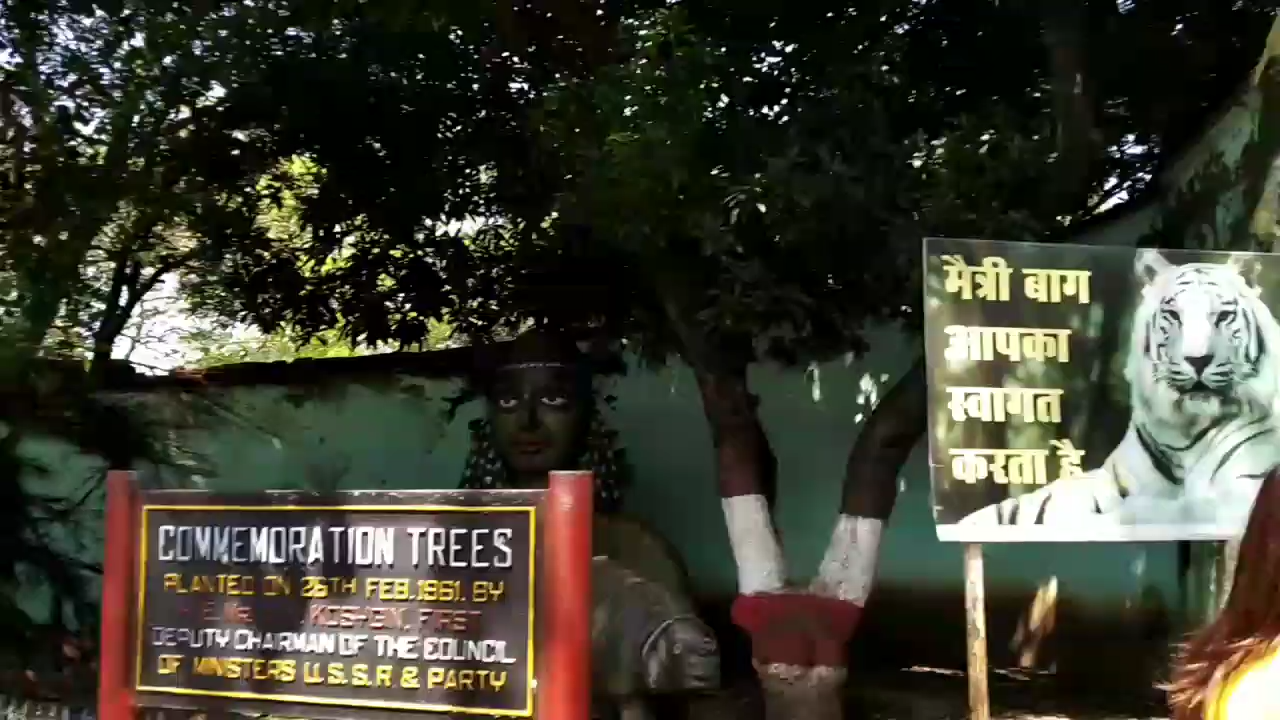 COMMEMORATION TREES
PLANTED ON 26TH FEB.1961. BY
FIRST
DEPUTY CHAIRMAN OF THE COUNCIL
OF MINISTERS U.S.S.R & PARTY
मैत्री बाग
आपका
स्वागत
करता है